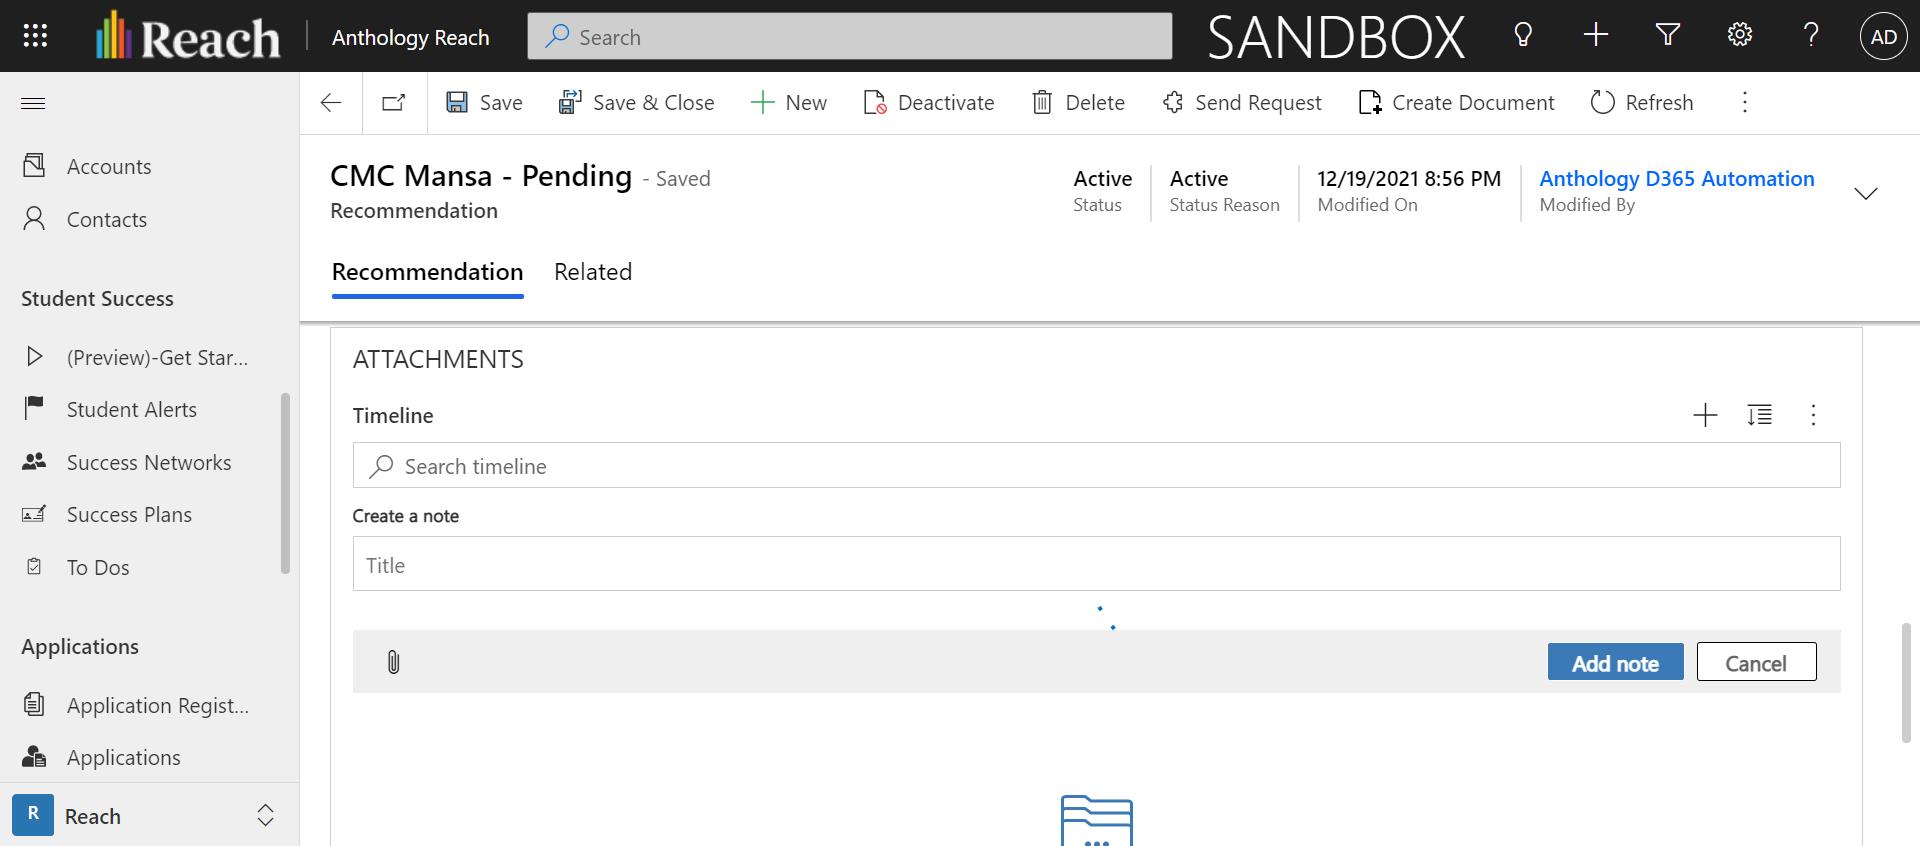 Reach
Anthology Reach
Search
SANDBOX
AD
Save
Save & Close
New
Deactivate
Delete
Send Request
Create Document
Refresh
Accounts
Contacts
Student Success
(Preview)-Get Star...
Student Alerts
Success Networks
Success Plans
To Dos
Applications
Application Regist...
Applications
R
Reach
CMC Mansa - Pending - Saved
Recommendation
Active
Status
Active
Status Reason
12/19/2021 8:56 PM
Modified On
Anthology D365 Automation
Modified By
Recommendation
Related
ATTACHMENTS
Timeline
Search timeline
Create a note
Title
Add note
Cancel